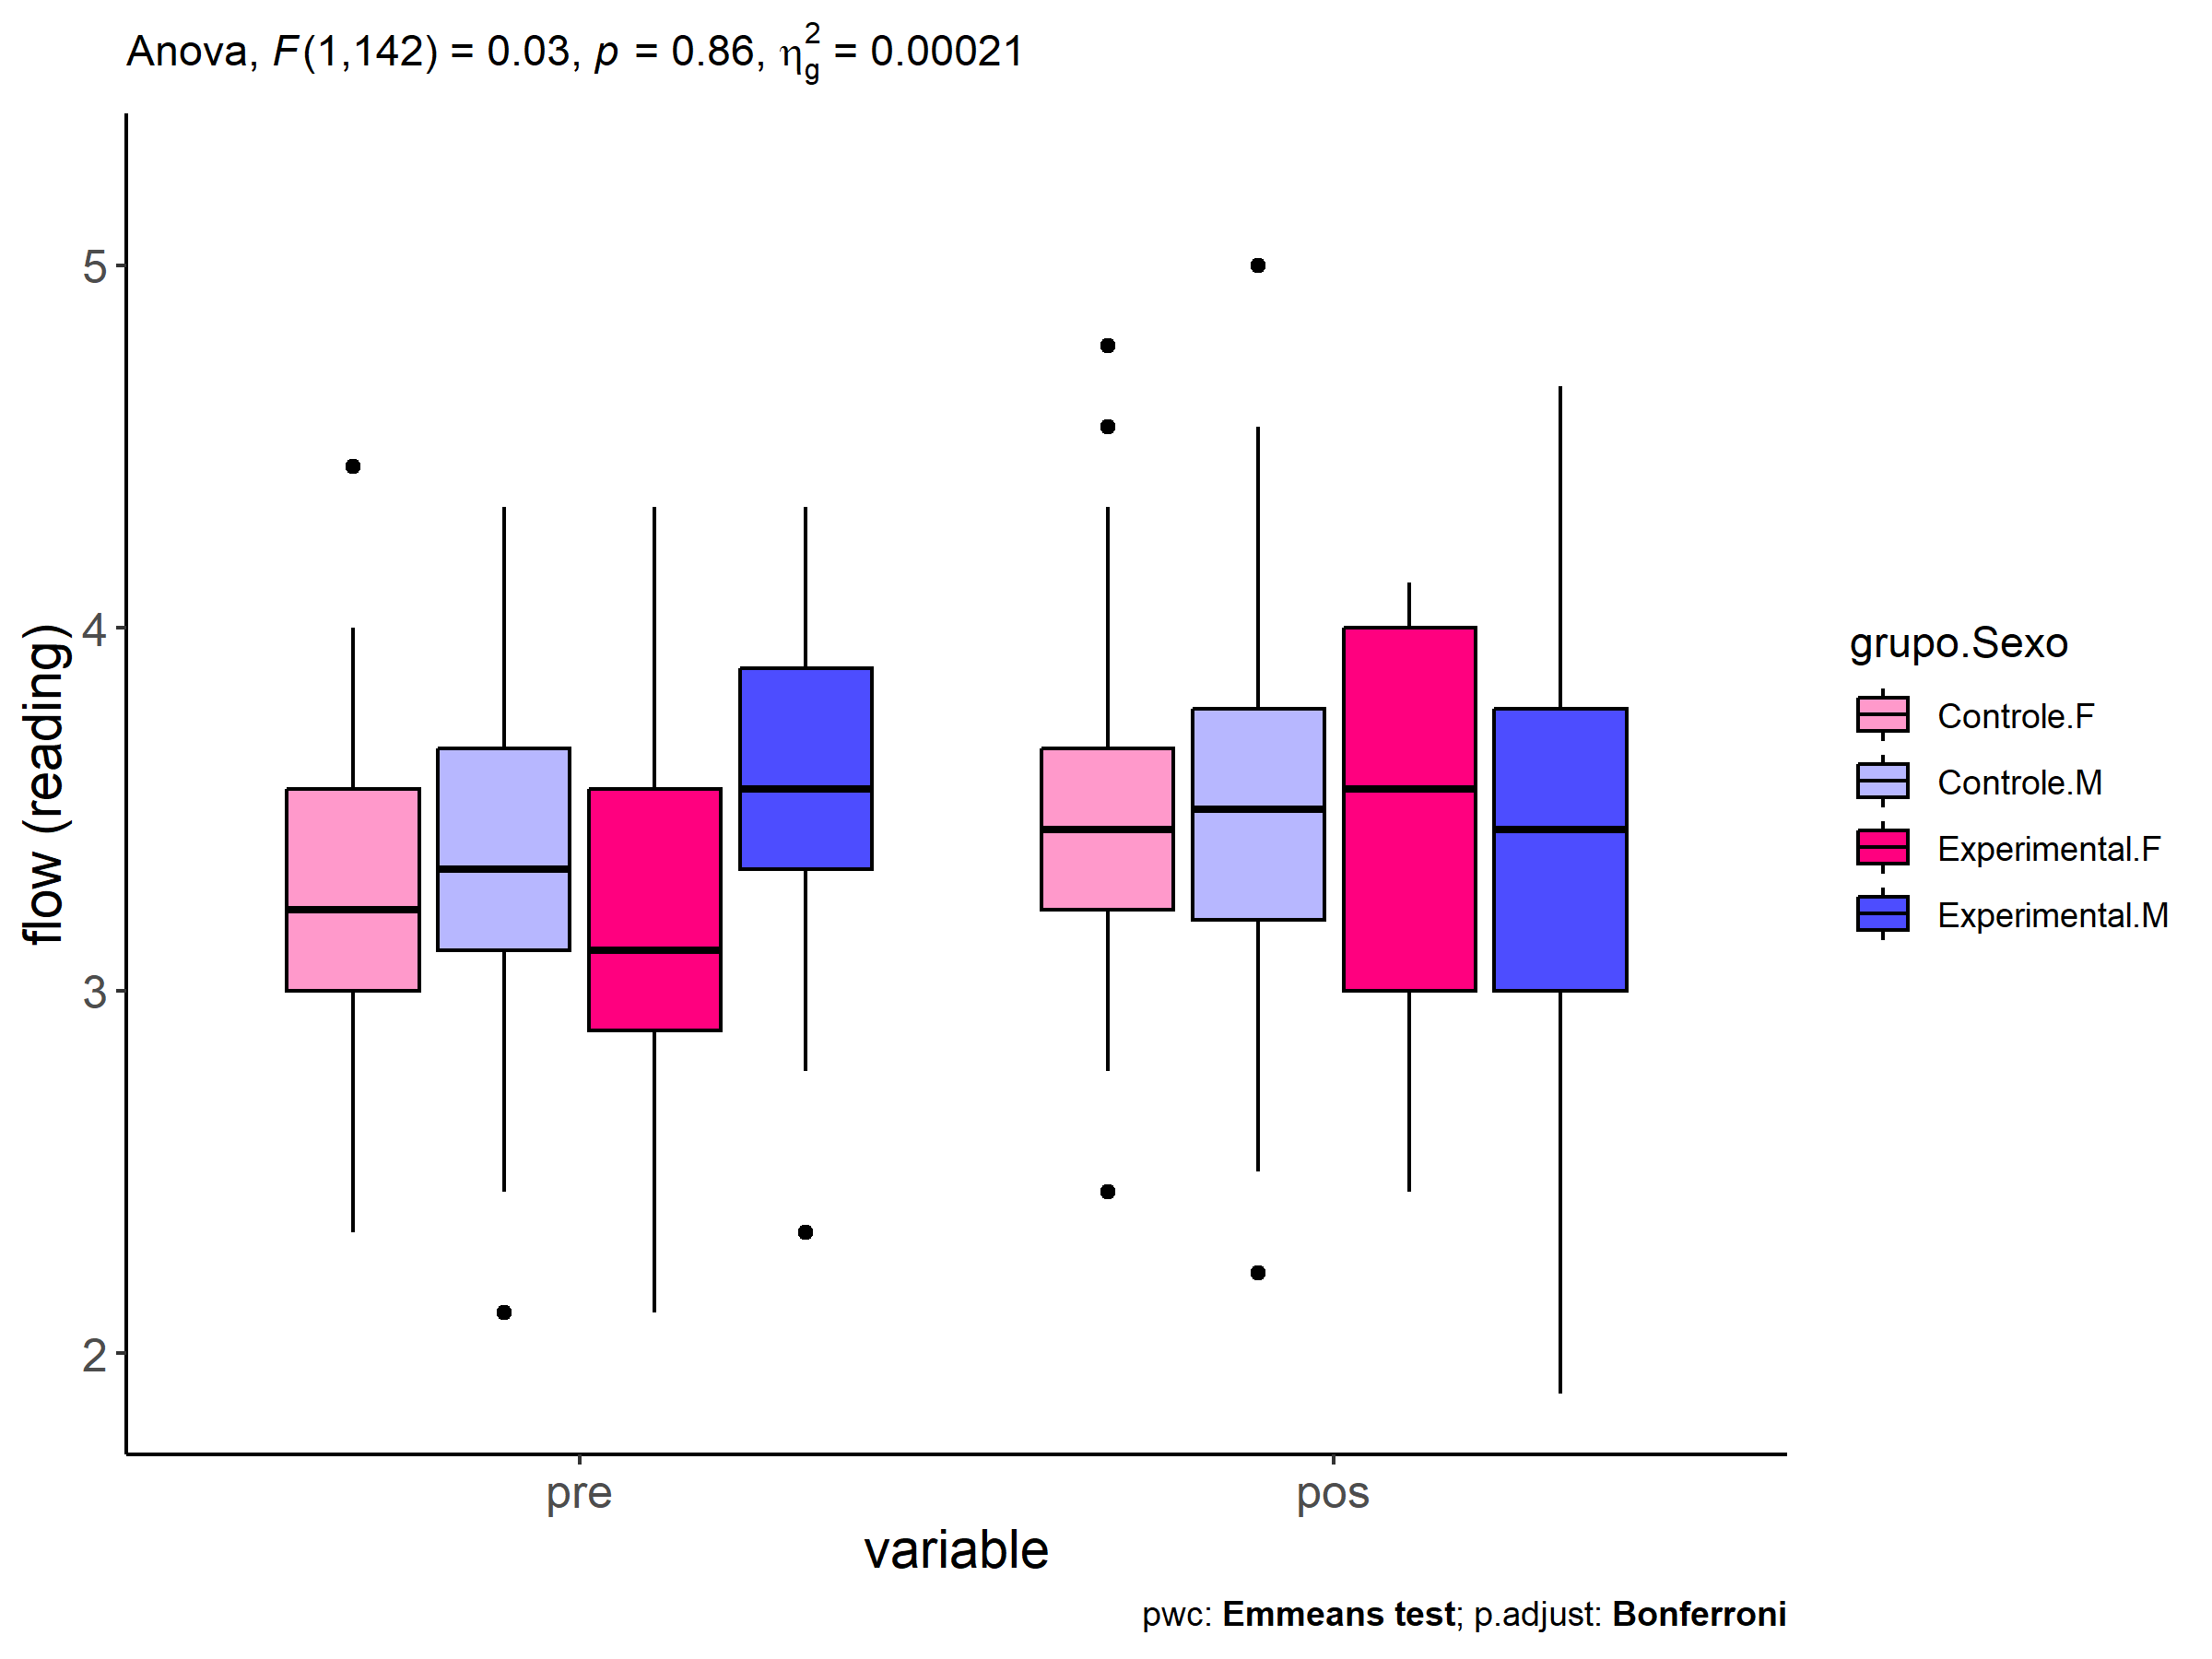 Anova, F(1,142) = 0.03, p = 0.86, η²g = 0.00021
flow (reading)
5
4
3
2
pre
pos
variable
grupo.Sexo
Controle.F
Controle.M
Experimental.F
Experimental.M
pwc: Emmeans test; p.adjust: Bonferroni